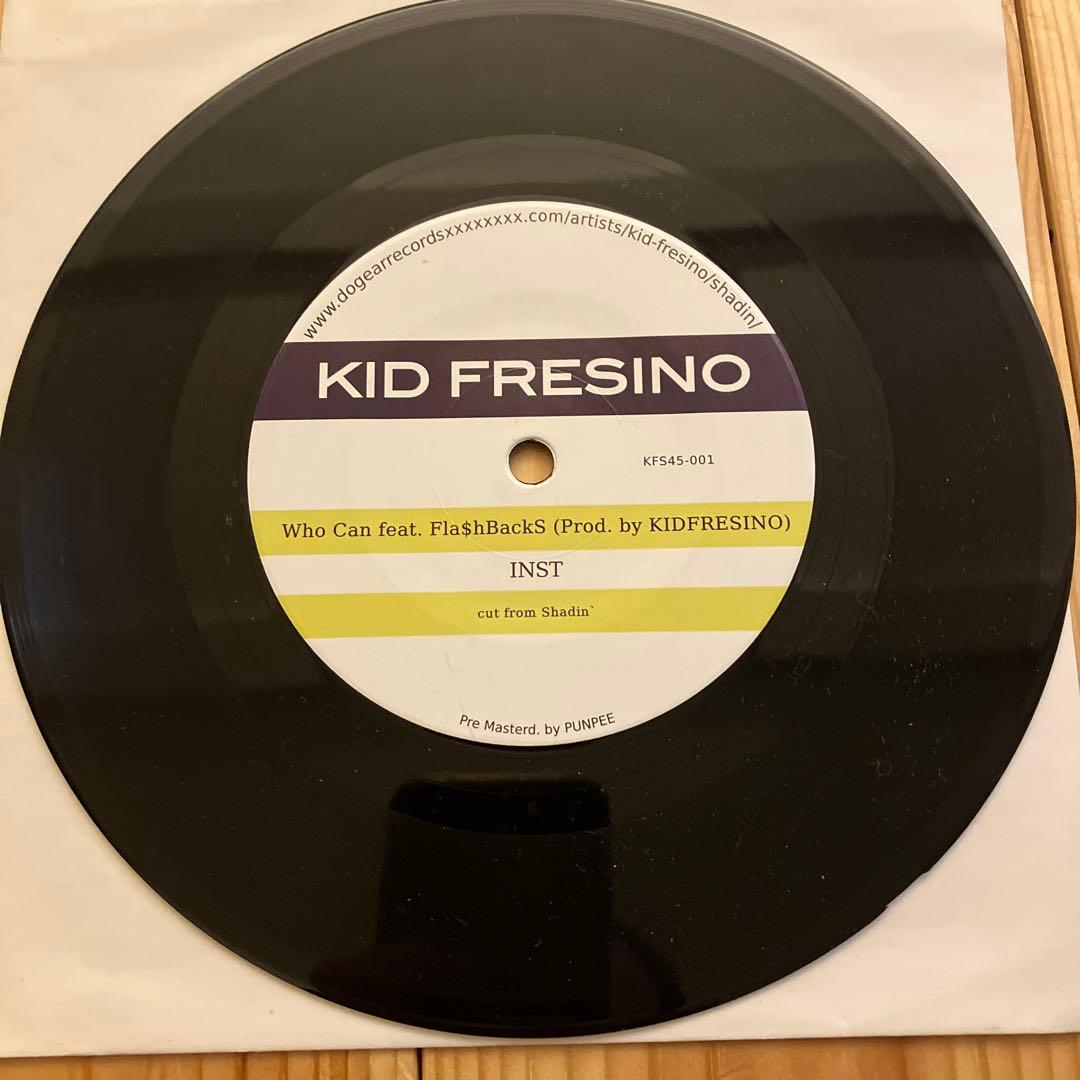 www.dogearrecordsxxxxxxxx.com/artists/kid-fresino/shadin/
KID FRESINO
KFS45-001
Who Can feat. Fla$hBackS (Prod. by KIDFRESINO)
INST
cut from Shadin`
Pre Masterd. by PUNPEE